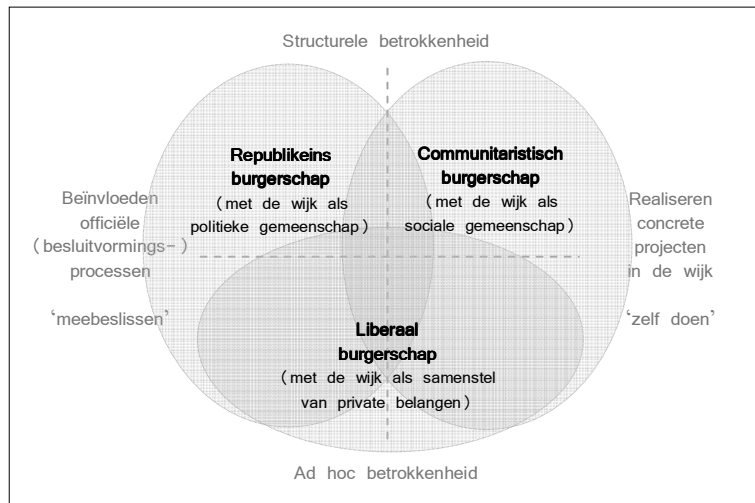 Structurele betrokkenheid
Republikeins
burgerschap
(met de wijk als
politieke gemeenschap)
Communitaristisch
burgerschap
(met de wijk als
sociale gemeenschap)
Beïnvloeden
officiële
(besluitvormings-)
processen
'meebeslissen'
Realiseren
concrete
projecten
in de wijk
'zelf doen'
Liberaal
burgerschap
(met de wijk als samenstel
van private belangen)
Ad hoc betrokkenheid